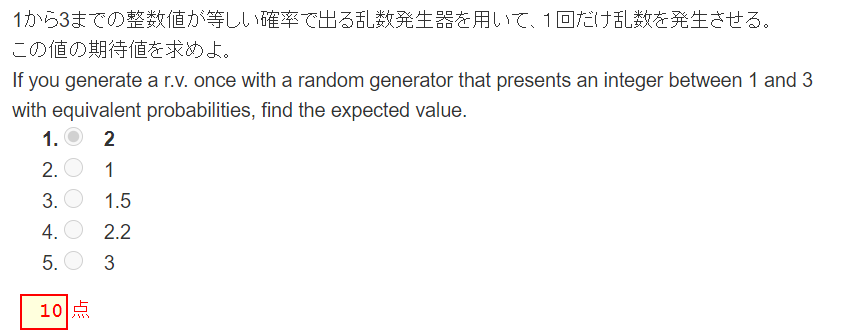 1から3までの整数値が等しい確率で出る乱数発生器を用いて、1回だけ乱数を発生させる。
この値の期待値を求めよ。
If you generate a r.v. once with a random generator that presents an integer between 1 and 3
with equivalent probabilities, find the expected value.
1. 2
2. 1
3. 1.5
4. 2.2
5. 3
10 点